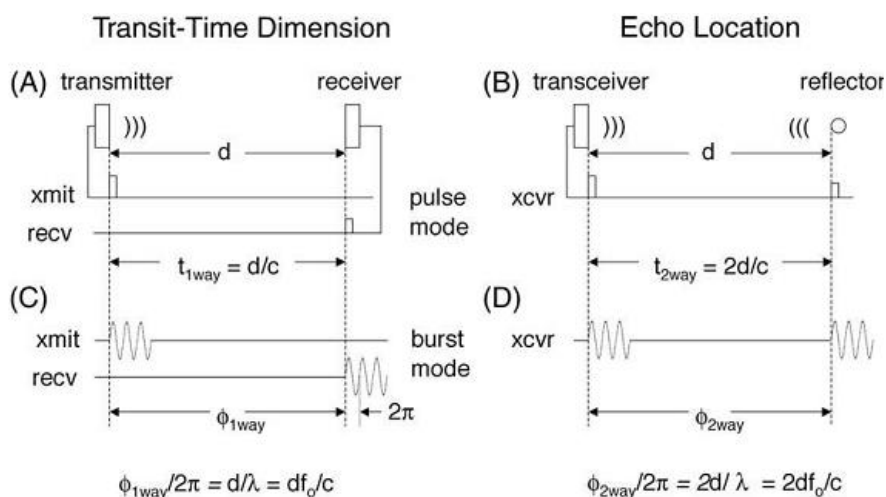 Transit-Time Dimension
Echo Location
(A)
transmitter
receiver
)))
d
xmit
pulse
recv
mode
t1way = d/c
(B)
transceiver
reflector
)))
(((
d
xcvr
t2way = 2d/c
(C)
xmit
burst
recv
mode
ϕ1way
2π
(D)
xcvr
ϕ2way
ϕ1way/2π = d/λ = dfo/c
ϕ2way/2π = 2d/ λ = 2dfo/c